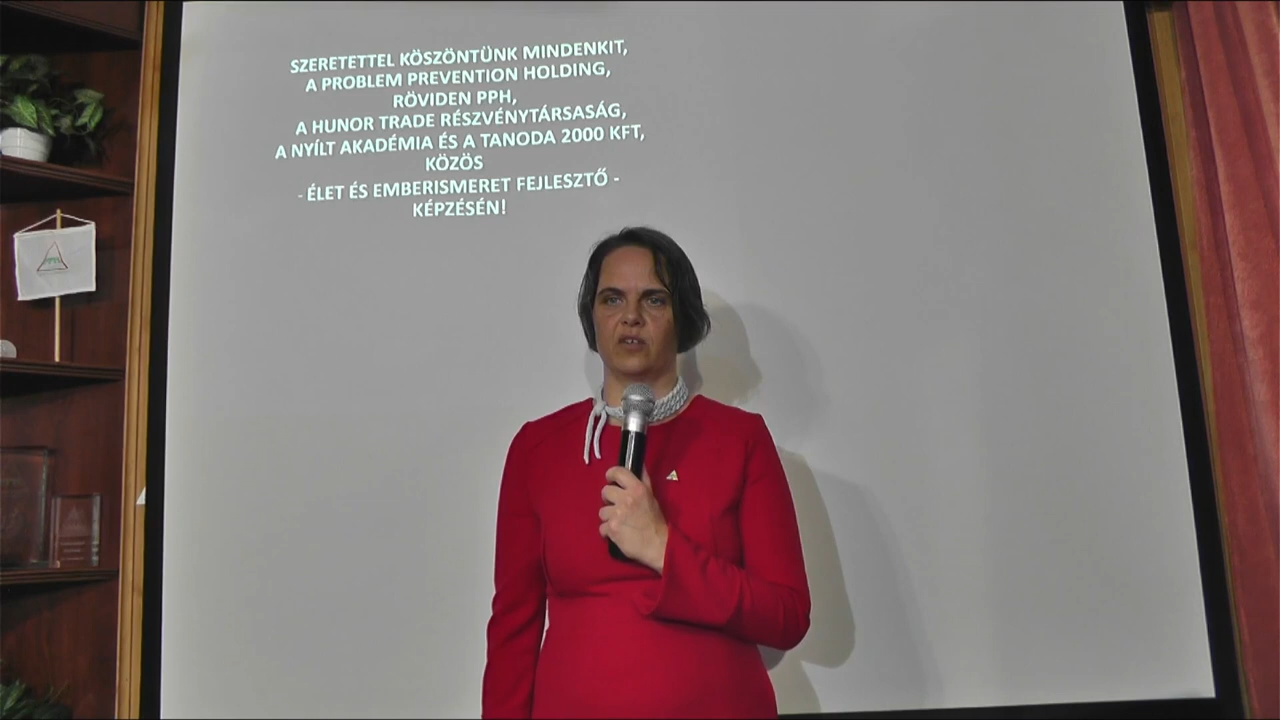 SZERETETTEL KÖSZÖNTÜNK MINDENKIT,
A PROBLEM PREVENTION HOLDING,
RÖVIDEN PPH,
A HUNOR TRADE RÉSZVÉNYTÁRSASÁG,
A NYÍLT AKADÉMIA ÉS A TANODA 2000 KFT,
KÖZÖS
- ÉLET ÉS EMBERISMERET FEJLESZTŐ -
KÉPZÉSÉN!